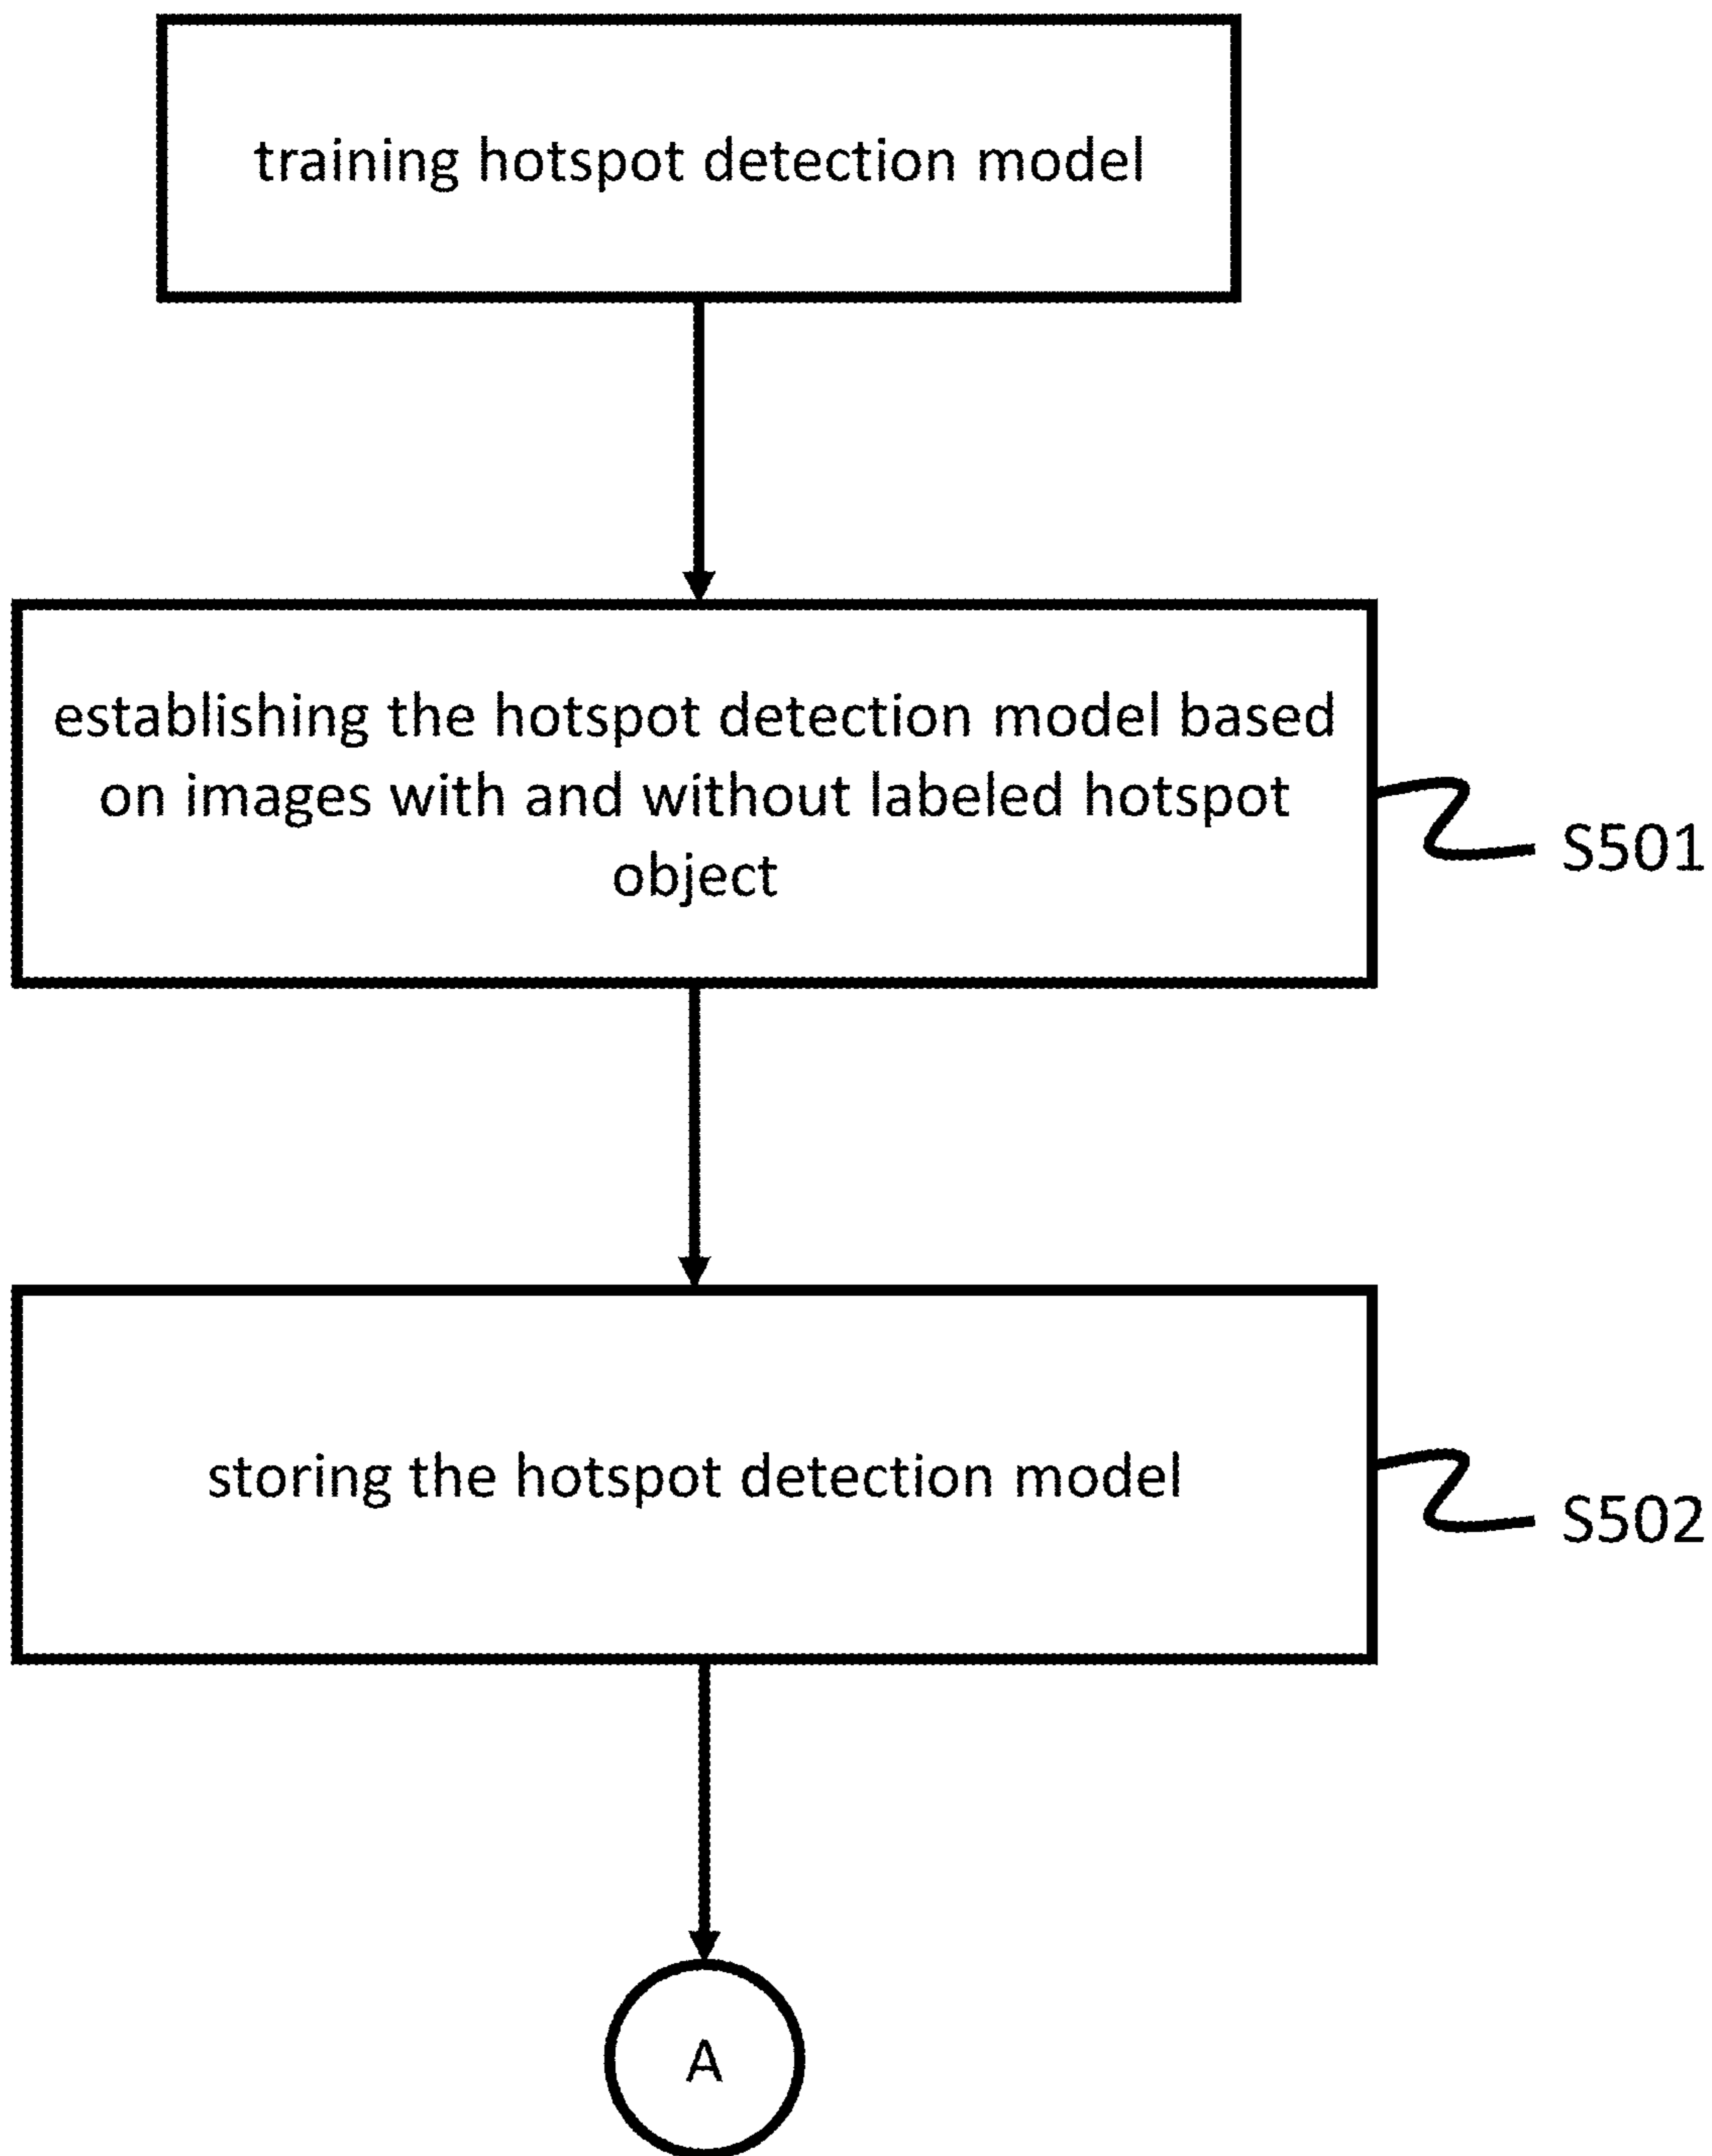 training hotspot detection model
establishing the hotspot detection model based
on images with and without labeled hotspot
object
S501
storing the hotspot detection model
S502
A